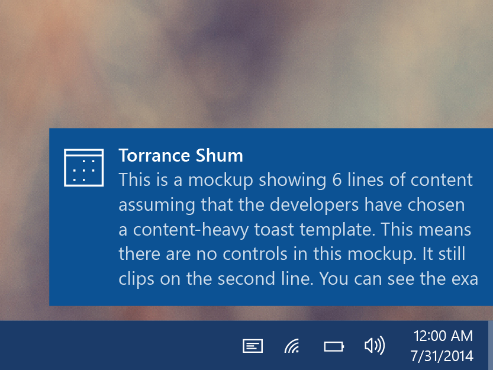 Torrance Shum
This is a mockup showing 6 lines of content
assuming that the developers have chosen
a content-heavy toast template. This means
there are no controls in this mockup. It still
clips on the second line. You can see the exa
12:00 AM
7/31/2014